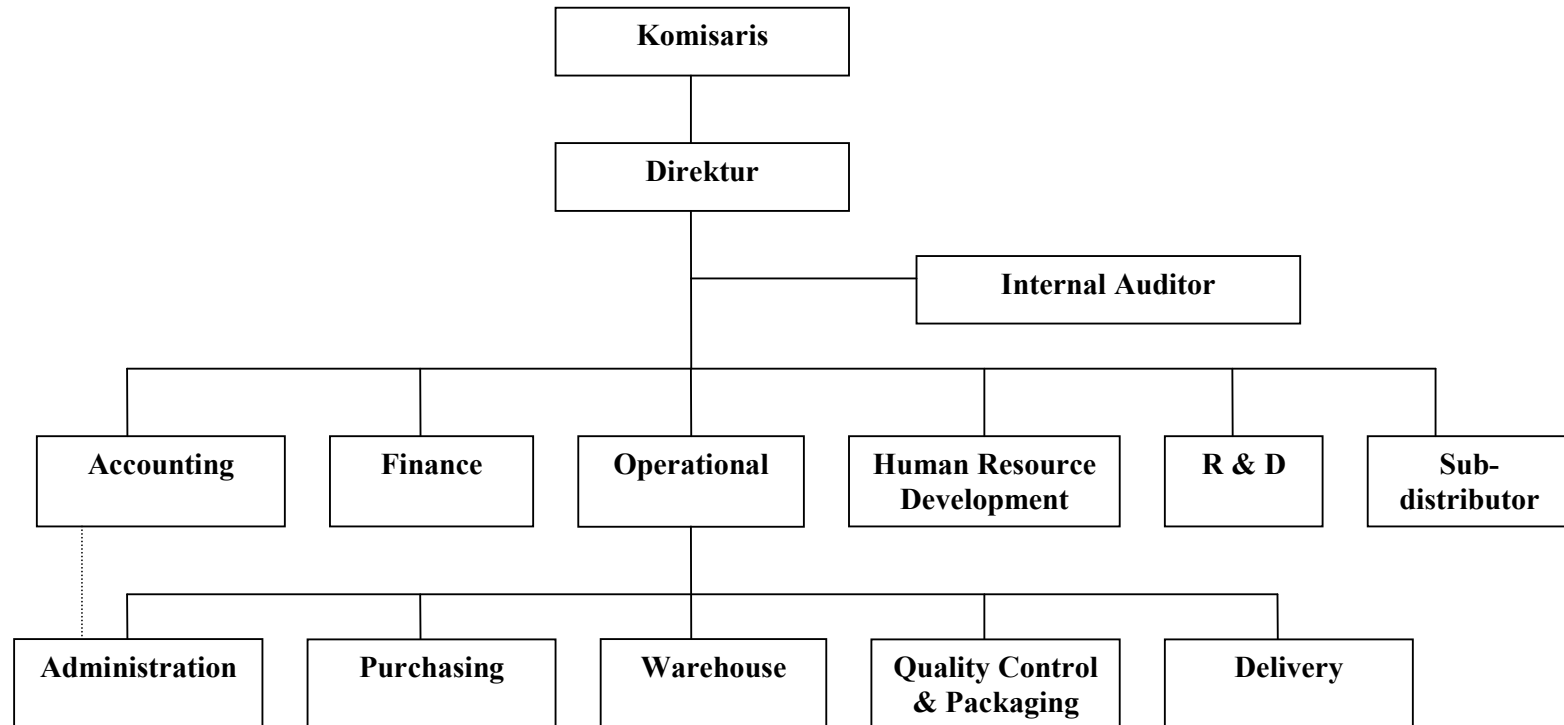 Komisaris
Direktur
Internal Auditor
Accounting
Finance
Operational
Human Resource
Development
R & D
Sub-
distributor
Administration
Purchasing
Warehouse
Quality Control
& Packaging
Delivery